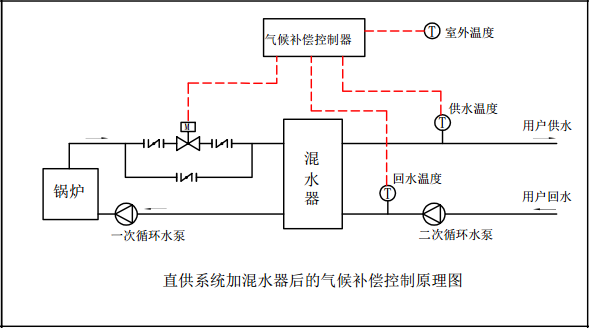 气候补偿控制器
T
室外温度
M
供水温度
T
用户供水
混水器
回水温度
T
锅炉
用户回水
一次循环水泵
二次循环水泵
直供系统加混水器后的气候补偿控制原理图